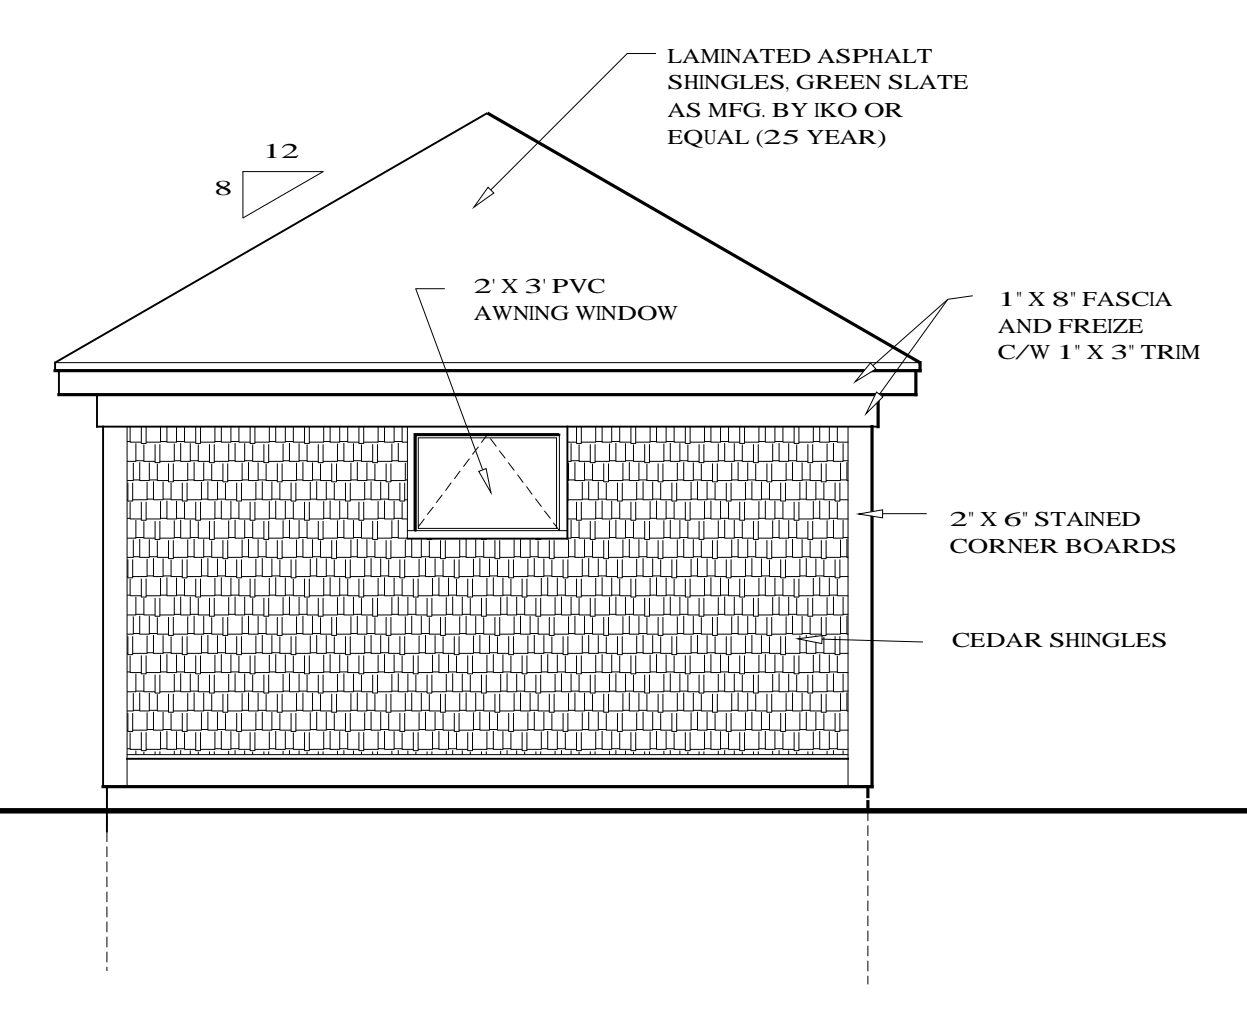 LAMINATED ASPHALT
SHINGLES, GREEN SLATE
AS MFG. BY IKO OR
EQUAL (25 YEAR)
12
8
2' X 3' PVC
AWNING WINDOW
1" X 8" FASCIA
AND FREIZE
C/W 1" X 3" TRIM
2" X 6" STAINED
CORNER BOARDS
CEDAR SHINGLES